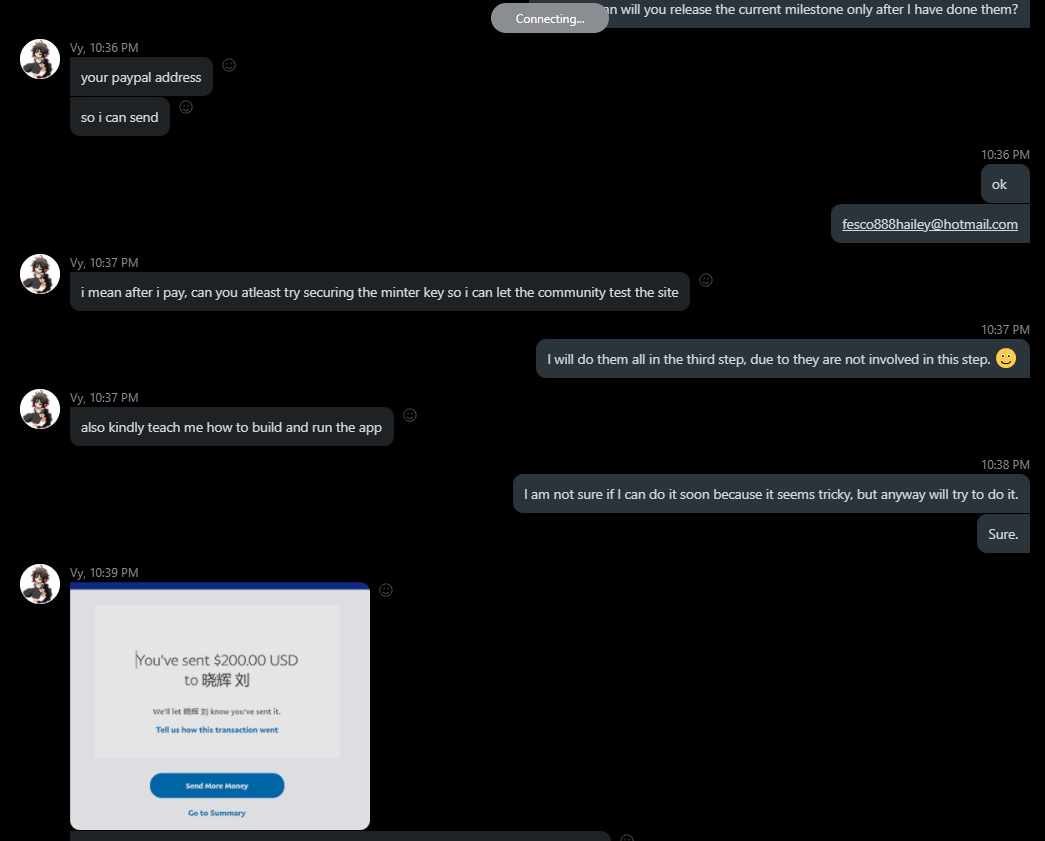 an will you release the current milestone only after I have done them?
Connecting...
Vy, 10:36 PM
your paypal address
so i can send
10:36 PM
ok
fesco888hailey@hotmail.com
Vy, 10:37 PM
i mean after i pay, can you atleast try securing the minter key so i can let the community test the site
10:37 PM
I will do them all in the third step, due to they are not involved in this step.
Vy, 10:37 PM
also kindly teach me how to build and run the app
10:38 PM
I am not sure if I can do it soon because it seems tricky, but anyway will try to do it.
Sure.
Vy, 10:39 PM
You've sent $200.00 USD
to 晓辉 刘
We'll let 晓辉 刘 know you've sent it.
Tell us how this transaction went
Send More Money
Go to Summary